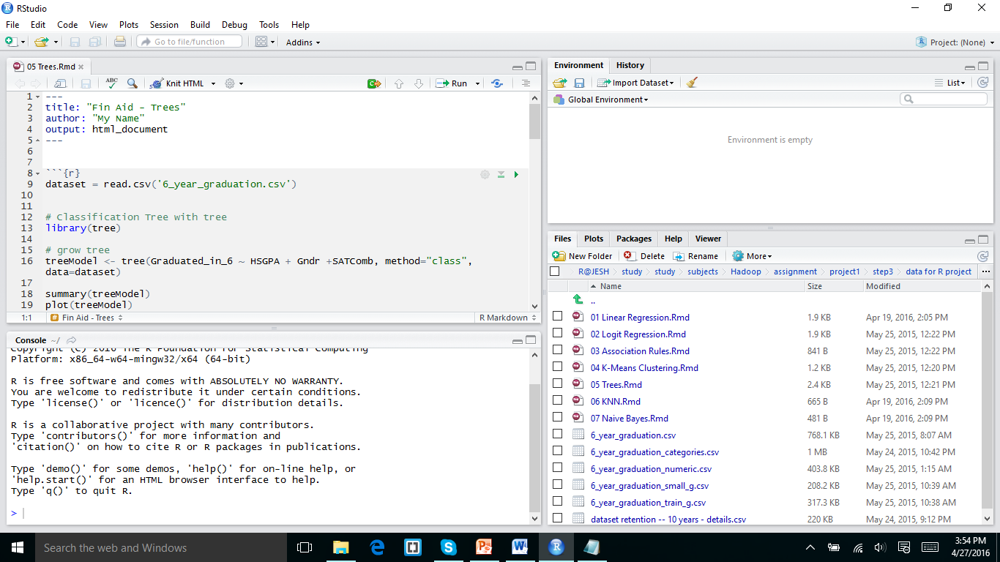 RStudio
File Edit Code View Plots Session Build Debug Tools Help
Go to file/function Addins Project: (None)
05 Trees.Rmd
ABC Knit HTML Run
1 ---
2 title: "Fin Aid - Trees"
3 author: "My Name"
4 output: html_document
5 ---
6
7
8 ```{r}
9 dataset = read.csv('6_year_graduation.csv')
10
11
12 # Classification Tree with tree
13 library(tree)
14
15 # grow tree
16 treeModel <- tree(Graduated_in_6 ~ HSGPA + Gndr +SATComb, method="class",
data=dataset)
17
18 summary(treeModel)
19 plot(treeModel)
1:1 # Fin Aid - Trees R Markdown
Console ~/
Copyright (C) 2016 The R Foundation for Statistical Computing
Platform: x86_64-w64-mingw32/x64 (64-bit)
R is free software and comes with ABSOLUTELY NO WARRANTY.
You are welcome to redistribute it under certain conditions.
Type 'license()' or 'licence()' for distribution details.
R is a collaborative project with many contributors.
Type 'contributors()' for more information and
'citation()' on how to cite R or R packages in publications.
Type 'demo()' for some demos, 'help()' for on-line help, or
'help.start()' for an HTML browser interface to help.
Type 'q()' to quit R.
>
Environment History
Import Dataset List
Global Environment
Environment is empty
Files Plots Packages Help Viewer
New Folder Delete Rename More
R@JESH study study subjects Hadoop assignment project1 step3 data for R project ...
Name Size Modified
..
01 Linear Regression.Rmd 1.9 KB Apr 19, 2016, 2:05 PM
02 Logit Regression.Rmd 1.9 KB May 25, 2015, 12:22 PM
03 Association Rules.Rmd 841 B May 25, 2015, 12:22 PM
04 K-Means Clustering.Rmd 1.2 KB May 25, 2015, 12:20 PM
05 Trees.Rmd 2.4 KB May 25, 2015, 12:21 PM
06 KNN.Rmd 665 B Apr 19, 2016, 2:09 PM
07 Naive Bayes.Rmd 481 B Apr 19, 2016, 2:09 PM
6_year_graduation.csv 768.1 KB May 25, 2015, 8:07 AM
6_year_graduation_categories.csv 1 MB May 24, 2015, 10:42 PM
6_year_graduation_numeric.csv 403.8 KB May 25, 2015, 1:15 AM
6_year_graduation_small_g.csv 208.2 KB May 25, 2015, 10:39 AM
6_year_graduation_train_g.csv 317.3 KB May 25, 2015, 10:38 AM
dataset retention -- 10 years - details.csv 220 KB May 24, 2015, 9:12 PM
Search the web and Windows
3:54 PM
4/27/2016